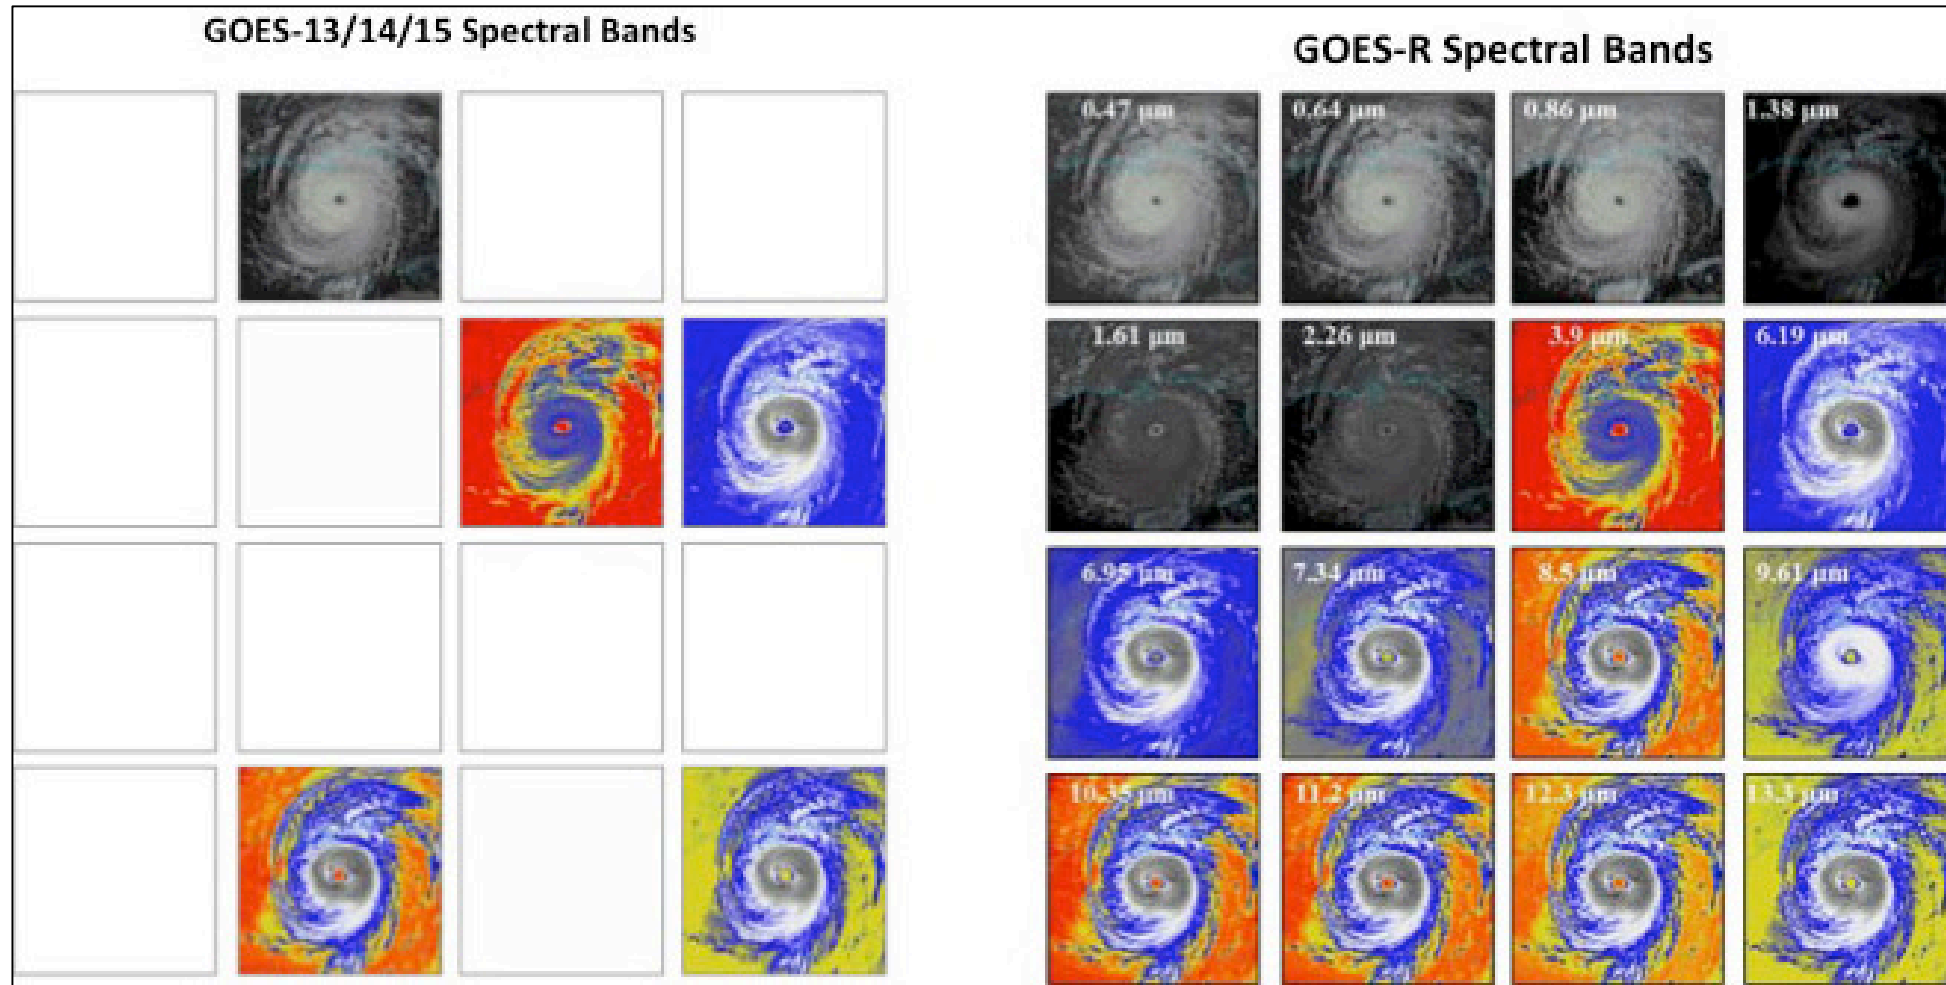 GOES-13/14/15 Spectral Bands
GOES-R Spectral Bands
0.47 µm
0.64 µm
0.86 µm
1.38 µm
1.61 µm
2.26 µm
3.9 µm
6.19 µm
6.95 µm
7.34 µm
8.5 µm
9.61 µm
10.35 µm
11.2 µm
12.3 µm
13.3 µm